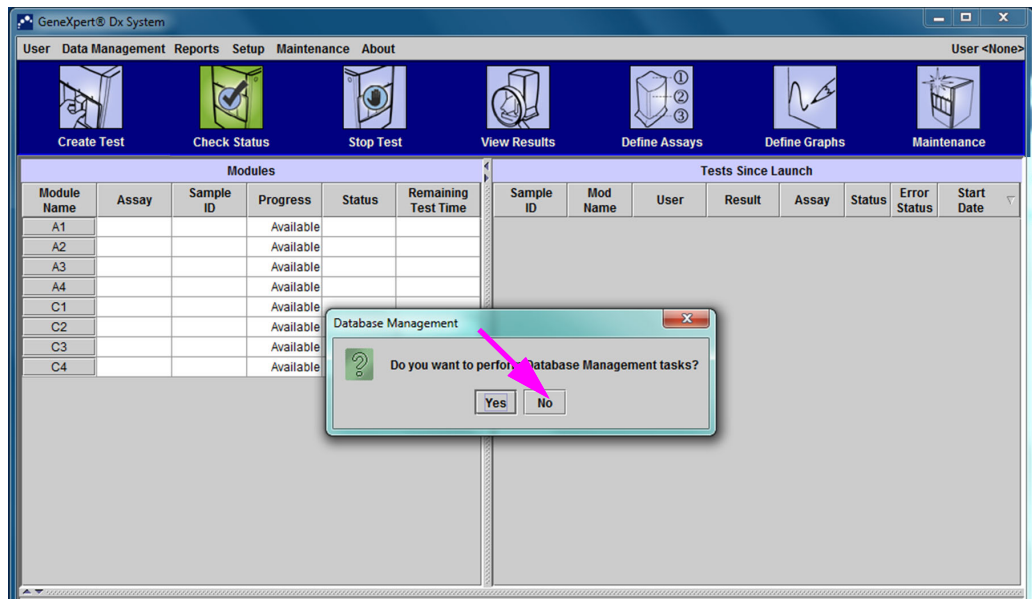 GeneXpert® Dx System
User Data Management Reports Setup Maintenance About User <None>
Create Test Check Status Stop Test View Results Define Assays Define Graphs Maintenance
① ② ③
Modules
Module Name Assay Sample ID Progress Status Remaining Test Time
A1 Available
A2 Available
A3 Available
A4 Available
C1 Available
C2 Available
C3 Available
C4 Available
Tests Since Launch
Sample ID Mod Name User Result Assay Status Error Status Start Date
Database Management
Do you want to perform Database Management tasks?
Yes No